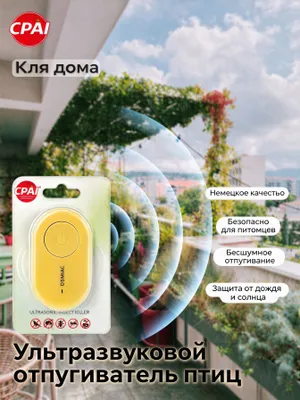 CPAI
Кля дома
CPAI
Немецкое качестьо
Безопасно
для питомцев
Бесшумное
отпугивание
Защита от дождя
и солнца
ULTRASONIC INSECT KILLER
Ультразвуковой
отпугиватель птиц